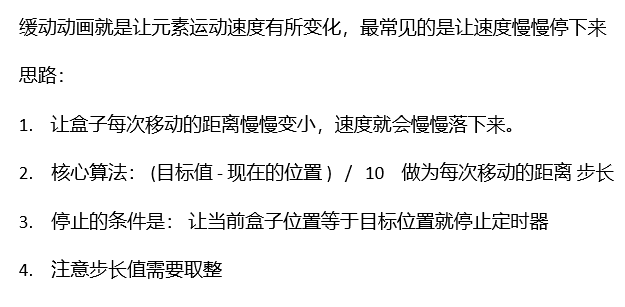 缓动动画就是让元素运动速度有所变化，最常见的是让速度慢慢停下来
思路：
1. 让盒子每次移动的距离慢慢变小，速度就会慢慢落下来。
2. 核心算法： (目标值 - 现在的位置 ) / 10 做为每次移动的距离 步长
3. 停止的条件是： 让当前盒子位置等于目标位置就停止定时器
4. 注意步长值需要取整